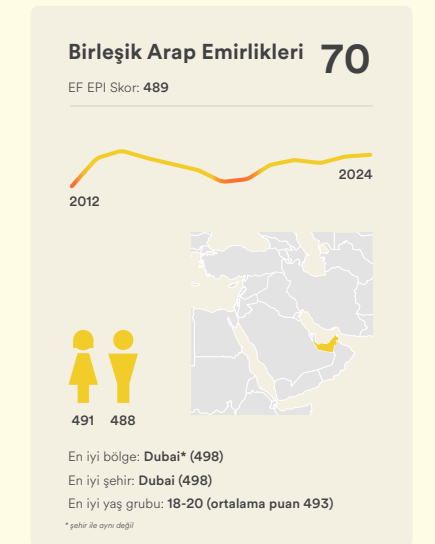 Birleşik Arap Emirlikleri 70
EF EPI Skor: 489
2024
2012
491 488
En iyi bölge: Dubai* (498)
En iyi şehir: Dubai (498)
En iyi yaş grubu: 18-20 (ortalama puan 493)
* şehir ile aynı değil